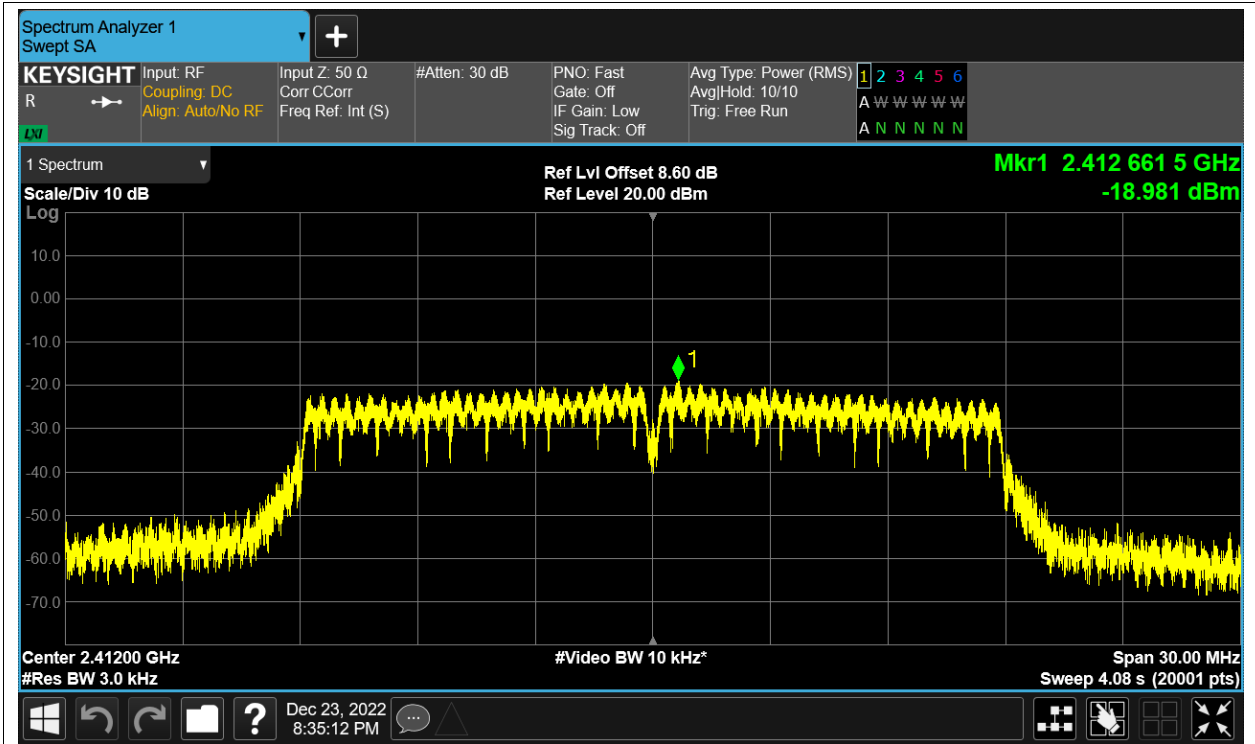 Spectrum Analyzer 1
Swept SA
+
KEYSIGHT
R
LXI
Input: RF
Coupling: DC
Align: Auto/No RF
Input Z: 50 Ω
Corr CCorr
Freq Ref: Int (S)
#Atten: 30 dB
PNO: Fast
Gate: Off
IF Gain: Low
Sig Track: Off
Avg Type: Power (RMS)
Avg|Hold: 10/10
Trig: Free Run
1 2 3 4 5 6
A W W W W W
A N N N N N
1 Spectrum
Scale/Div 10 dB
Log
Ref Lvl Offset 8.60 dB
Ref Level 20.00 dBm
Mkr1 2.412 661 5 GHz
-18.981 dBm
10.0
0.00
-10.0
-20.0
-30.0
-40.0
-50.0
-60.0
-70.0
1
Center 2.41200 GHz
#Res BW 3.0 kHz
#Video BW 10 kHz*
Span 30.00 MHz
Sweep 4.08 s (20001 pts)
?
Dec 23, 2022
8:35:12 PM